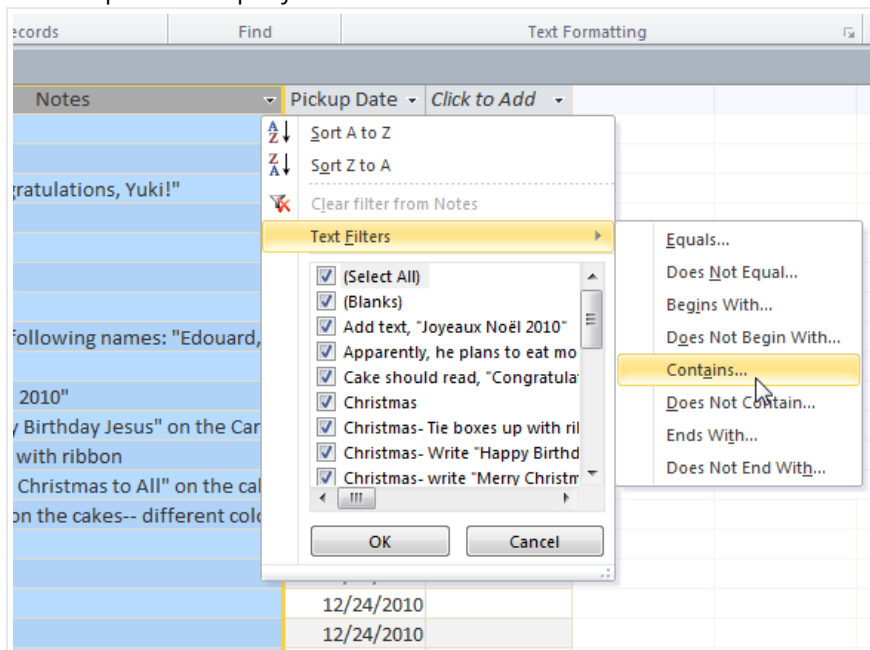 ecords Find Text Formatting
Notes Pickup Date Click to Add
Sort A to Z
Sort Z to A
gratulations, Yuki!"
Clear filter from Notes
Text Filters
Equals...
(Select All)
Does Not Equal...
(Blanks)
Begins With...
following names: "Edouard,
Add text, "Joyeaux Noël 2010"
Does Not Begin With...
Apparently, he plans to eat mo
Contains...
Cake should read, "Congratula
2010"
Christmas
Does Not Contain...
y Birthday Jesus" on the Car
Christmas- Tie boxes up with ri
Ends With...
with ribbon
Christmas- Write "Happy Birthd
Does Not End With...
Christmas to All" on the cal
Christmas- write "Merry Christm
on the cakes-- different colo
OK Cancel
12/24/2010
12/24/2010